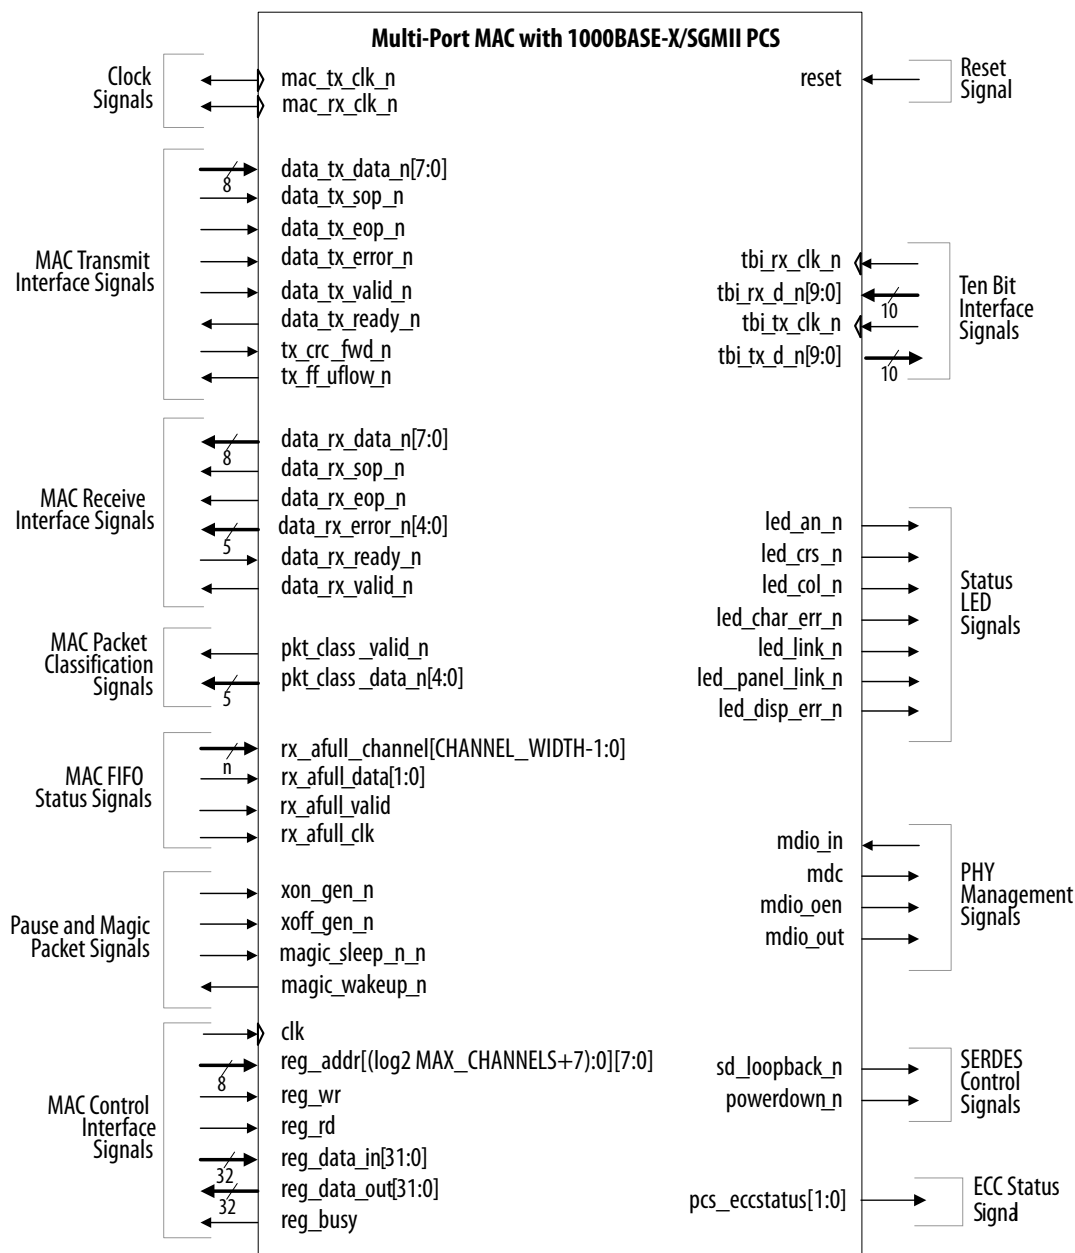 Multi-Port MAC with 1000BASE-X/SGMII PCS
Clock
Signals
mac_tx_clk_n
mac_rx_clk_n
MAC Transmit
Interface Signals
data_tx_data_n[7:0]
8
data_tx_sop_n
data_tx_eop_n
data_tx_error_n
data_tx_valid_n
data_tx_ready_n
tx_crc_fwd_n
tx_ff_uflow_n
MAC Receive
Interface Signals
data_rx_data_n[7:0]
8
data_rx_sop_n
data_rx_eop_n
data_rx_error_n[4:0]
5
data_rx_ready_n
data_rx_valid_n
MAC Packet
Classification
Signals
pkt_class_valid_n
pkt_class_data_n[4:0]
5
MAC FIFO
Status Signals
rx_afull_channel[CHANNEL_WIDTH-1:0]
n
rx_afull_data[1:0]
rx_afull_valid
rx_afull_clk
Pause and Magic
Packet Signals
xon_gen_n
xoff_gen_n
magic_sleep_n_n
magic_wakeup_n
MAC Control
Interface
Signals
clk
reg_addr[(log2 MAX_CHANNELS+7):0][7:0]
8
reg_wr
reg_rd
reg_data_in[31:0]
32
reg_data_out[31:0]
32
reg_busy
reset
Reset
Signal
tbi_rx_clk_n
tbi_rx_d_n[9:0]
10
tbi_tx_clk_n
tbi_tx_d_n[9:0]
10
Ten Bit
Interface
Signals
led_an_n
led_crs_n
led_col_n
led_char_err_n
led_link_n
led_panel_link_n
led_disp_err_n
Status
LED
Signals
mdio_in
mdc
mdio_oen
mdio_out
PHY
Management
Signals
sd_loopback_n
powerdown_n
SERDES
Control
Signals
pcs_eccstatus[1:0]
ECC Status
Signal